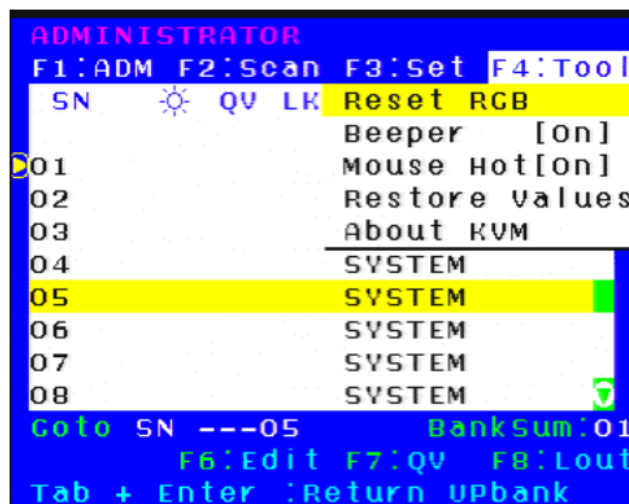 ADMINISTRATOR
F1:ADM F2:Scan F3:Set F4:Tool
SN QV LK Reset RGB
Beeper [On]
01 Mouse Hot[On]
02 Restore Values
03 About KVM
04 SYSTEM
05 SYSTEM
06 SYSTEM
07 SYSTEM
08 SYSTEM
Goto SN ---05 BankSum:01
F6:Edit F7:QV F8:Lout
Tab + Enter :Return UPbank